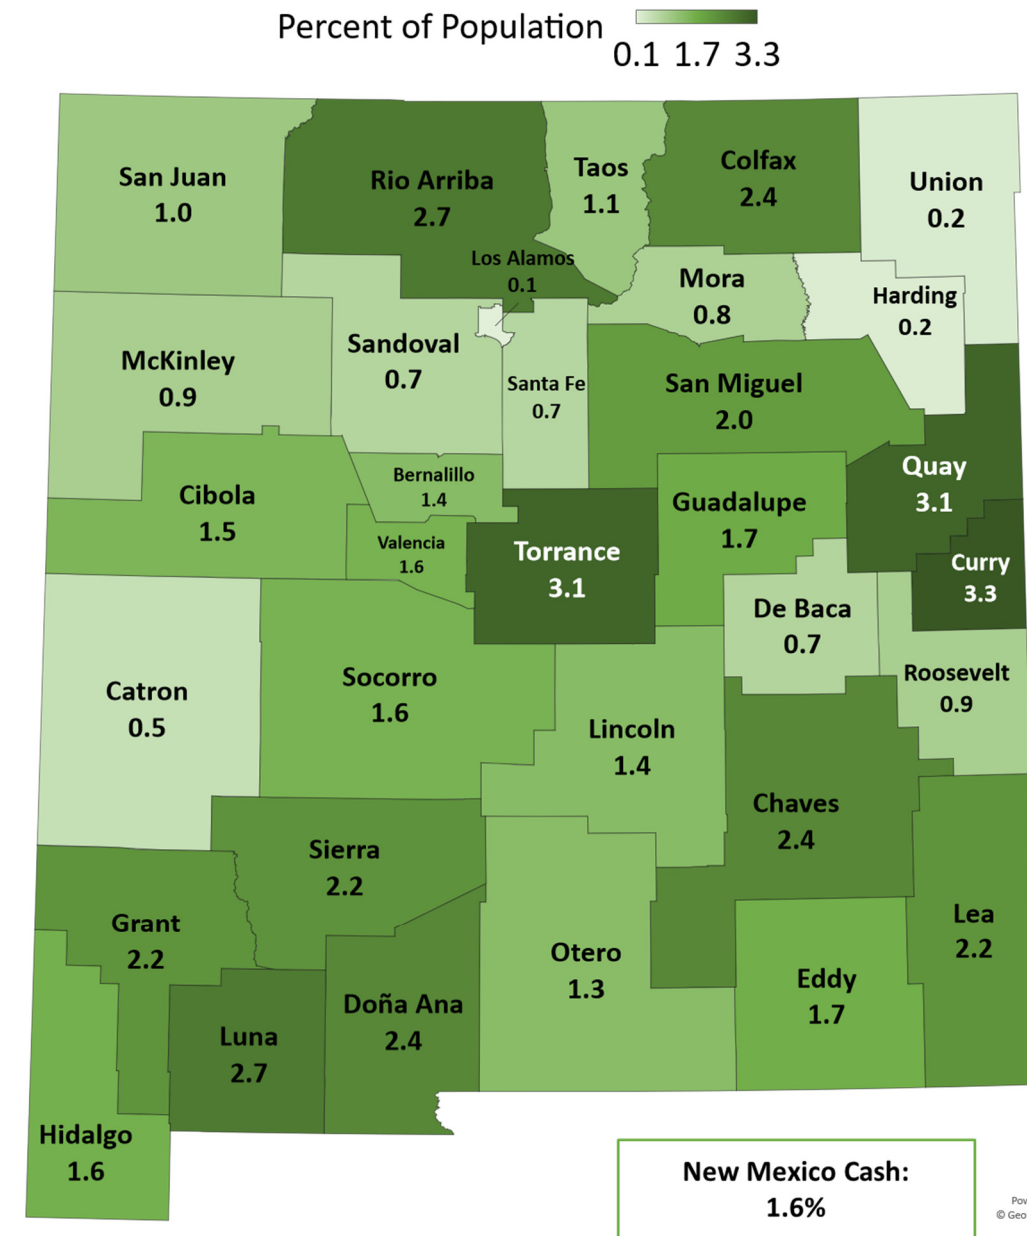 Percent of Population
0.1 1.7 3.3
San Juan
1.0
Rio Arriba
2.7
Taos
1.1
Colfax
2.4
Union
0.2
Los Alamos
0.1
Mora
0.8
Harding
0.2
McKinley
0.9
Sandoval
0.7
Santa Fe
0.7
San Miguel
2.0
Quay
3.1
Cibola
1.5
Bernalillo
1.4
Guadalupe
1.7
Valencia
1.6
Torrance
3.1
Curry
3.3
De Baca
0.7
Catron
0.5
Socorro
1.6
Roosevelt
0.9
Lincoln
1.4
Chaves
2.4
Sierra
2.2
Grant
2.2
Lea
2.2
Otero
1.3
Eddy
1.7
Doña Ana
2.4
Luna
2.7
Hidalgo
1.6
New Mexico Cash:
1.6%